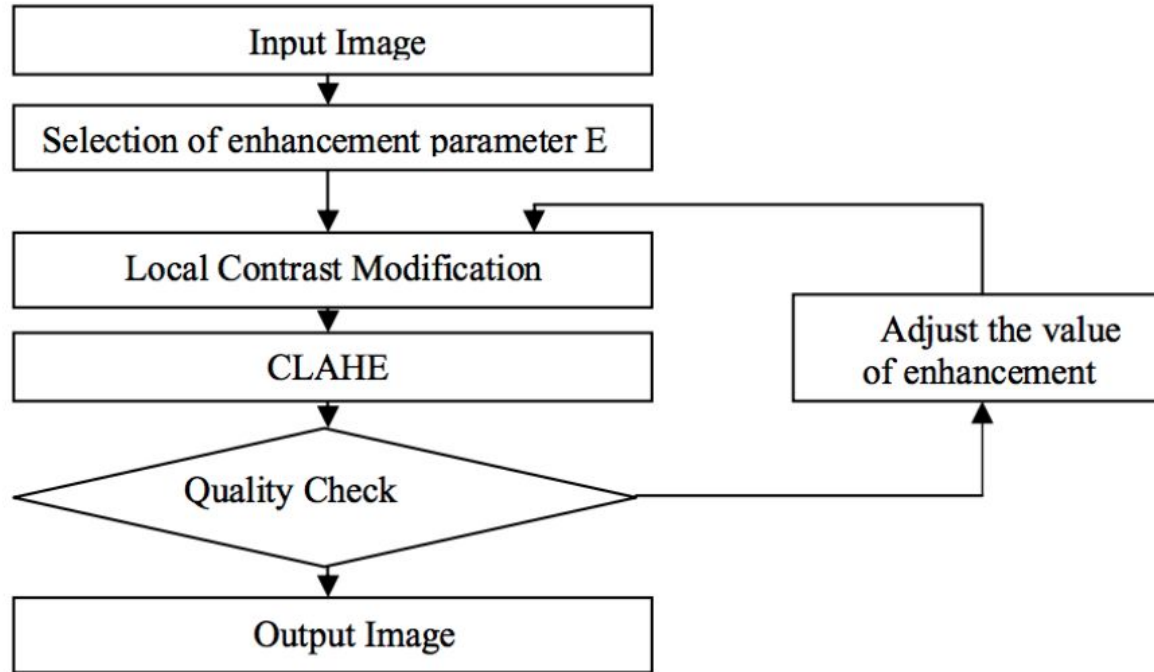 Input Image
Selection of enhancement parameter E
Local Contrast Modification
CLAHE
Adjust the value
of enhancement
Quality Check
Output Image